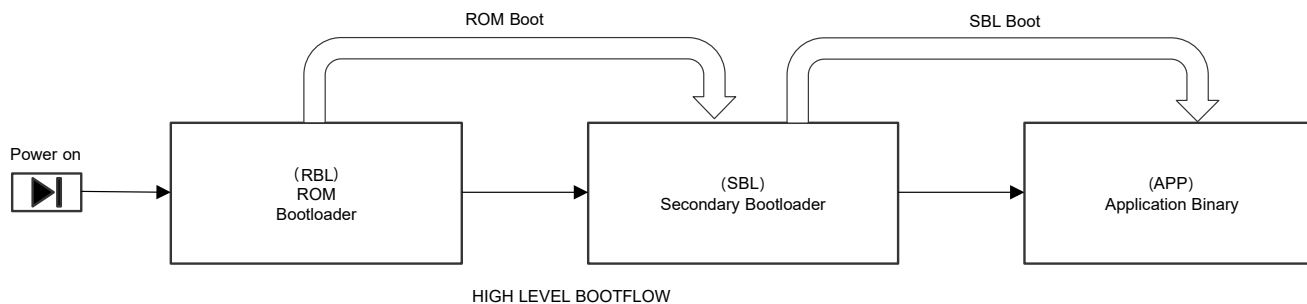 ROM Boot
SBL Boot
Power on
(RBL)
ROM
Bootloader
(SBL)
Secondary Bootloader
(APP)
Application Binary
HIGH LEVEL BOOTFLOW